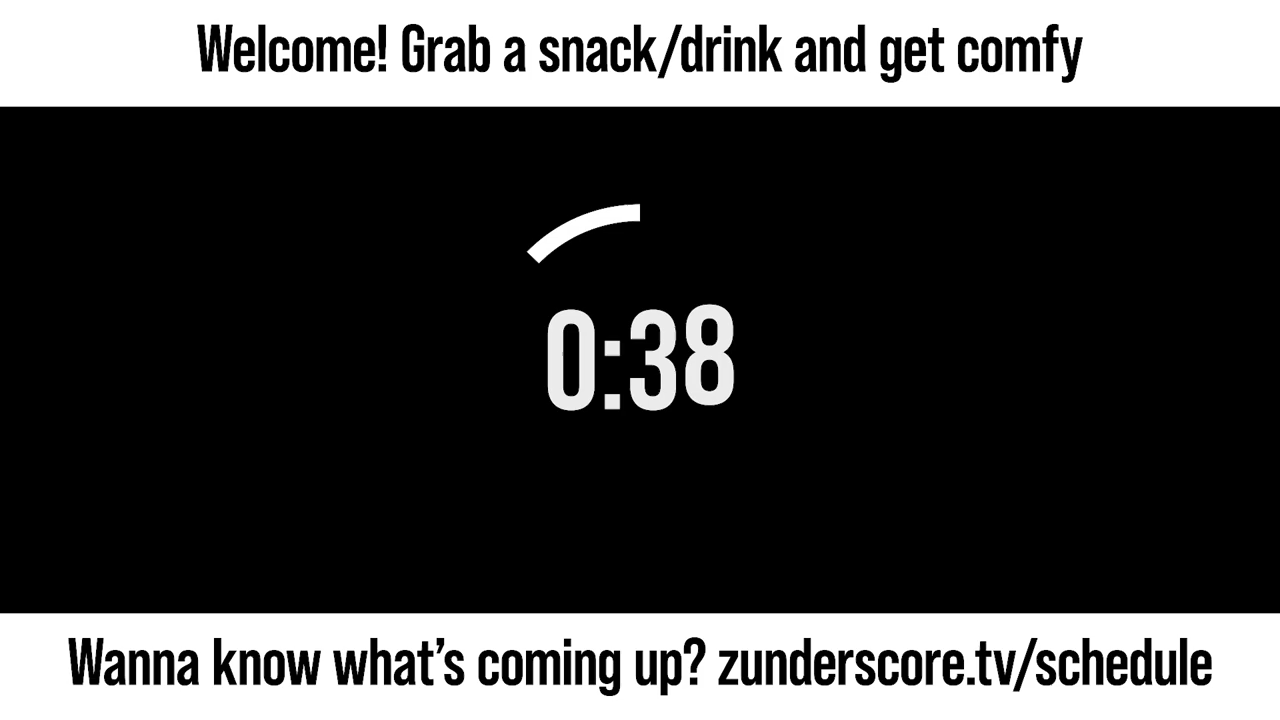 Welcome! Grab a snack/drink and get comfy
0:38
Wanna know what’s coming up? zunderscore.tv/schedule